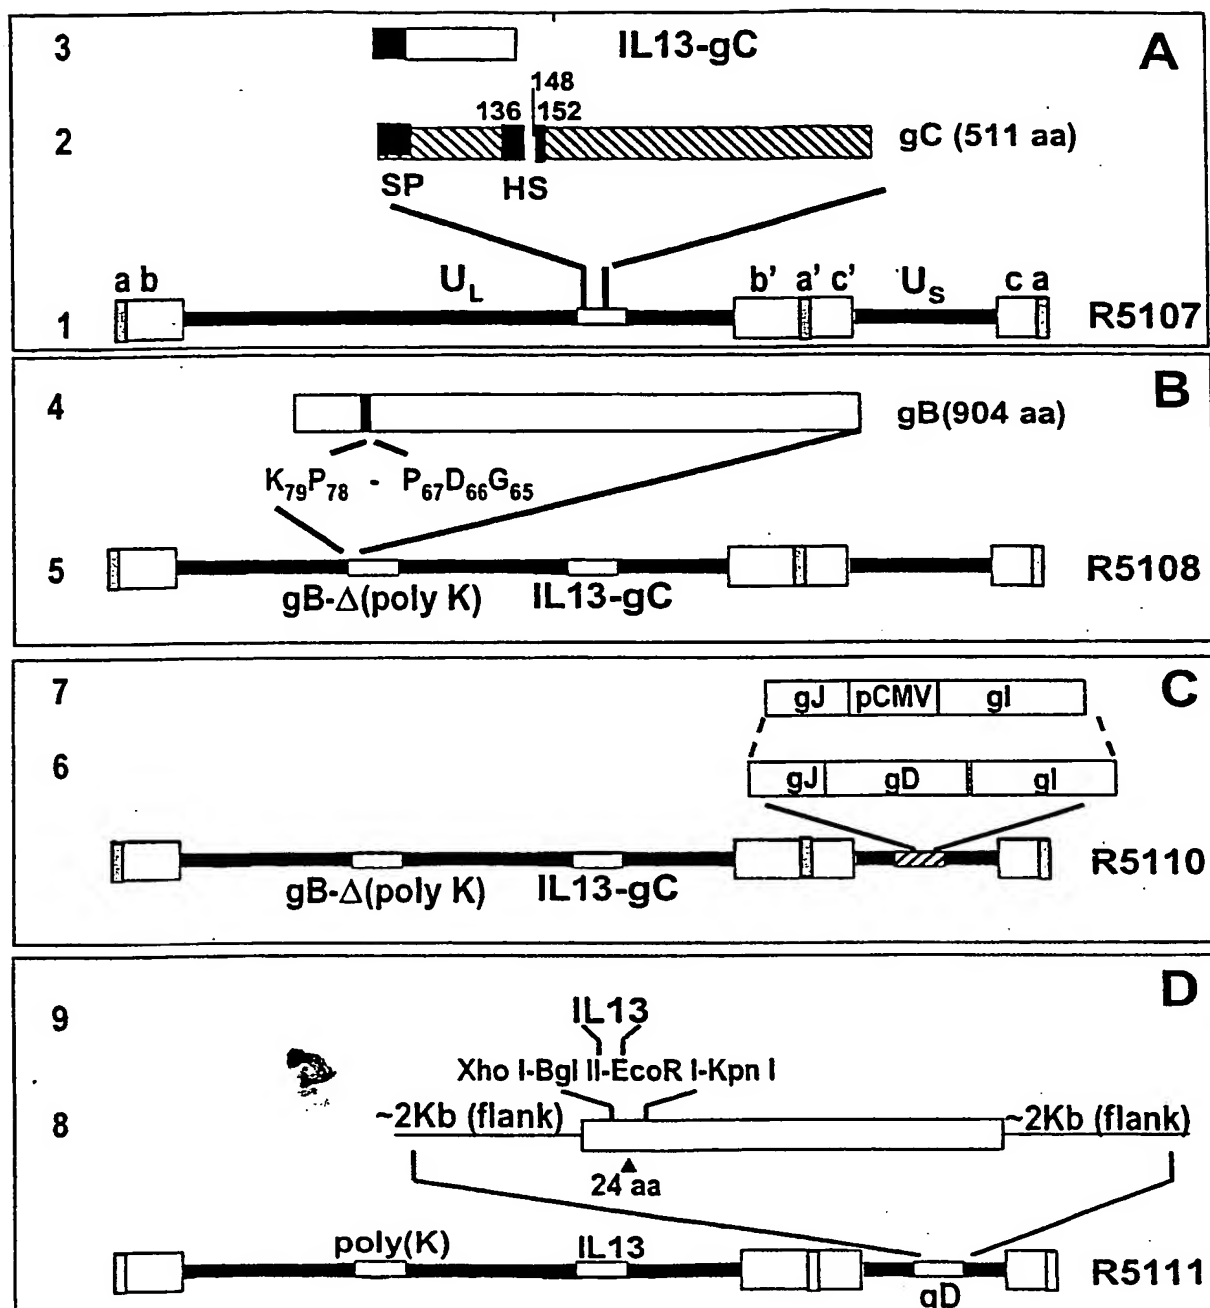 A
3 IL13-gC
148
136 152
2 gC (511 aa)
SP HS
a b U_L b' a' c' U_S c a
1 R5107
B
4 gB(904 aa)
K79P78 - P67D66G65
5 R5108
gB-Δ(poly K) IL13-gC
C
7 gJ pCMV gI
6 gJ gD gI
R5110
gB-Δ(poly K) IL13-gC
D
9 IL13
Xho I-Bgl II-EcoR I-Kpn I
8 ~2Kb (flank) ~2Kb (flank)
24 aa
poly(K) IL13
R5111
gD